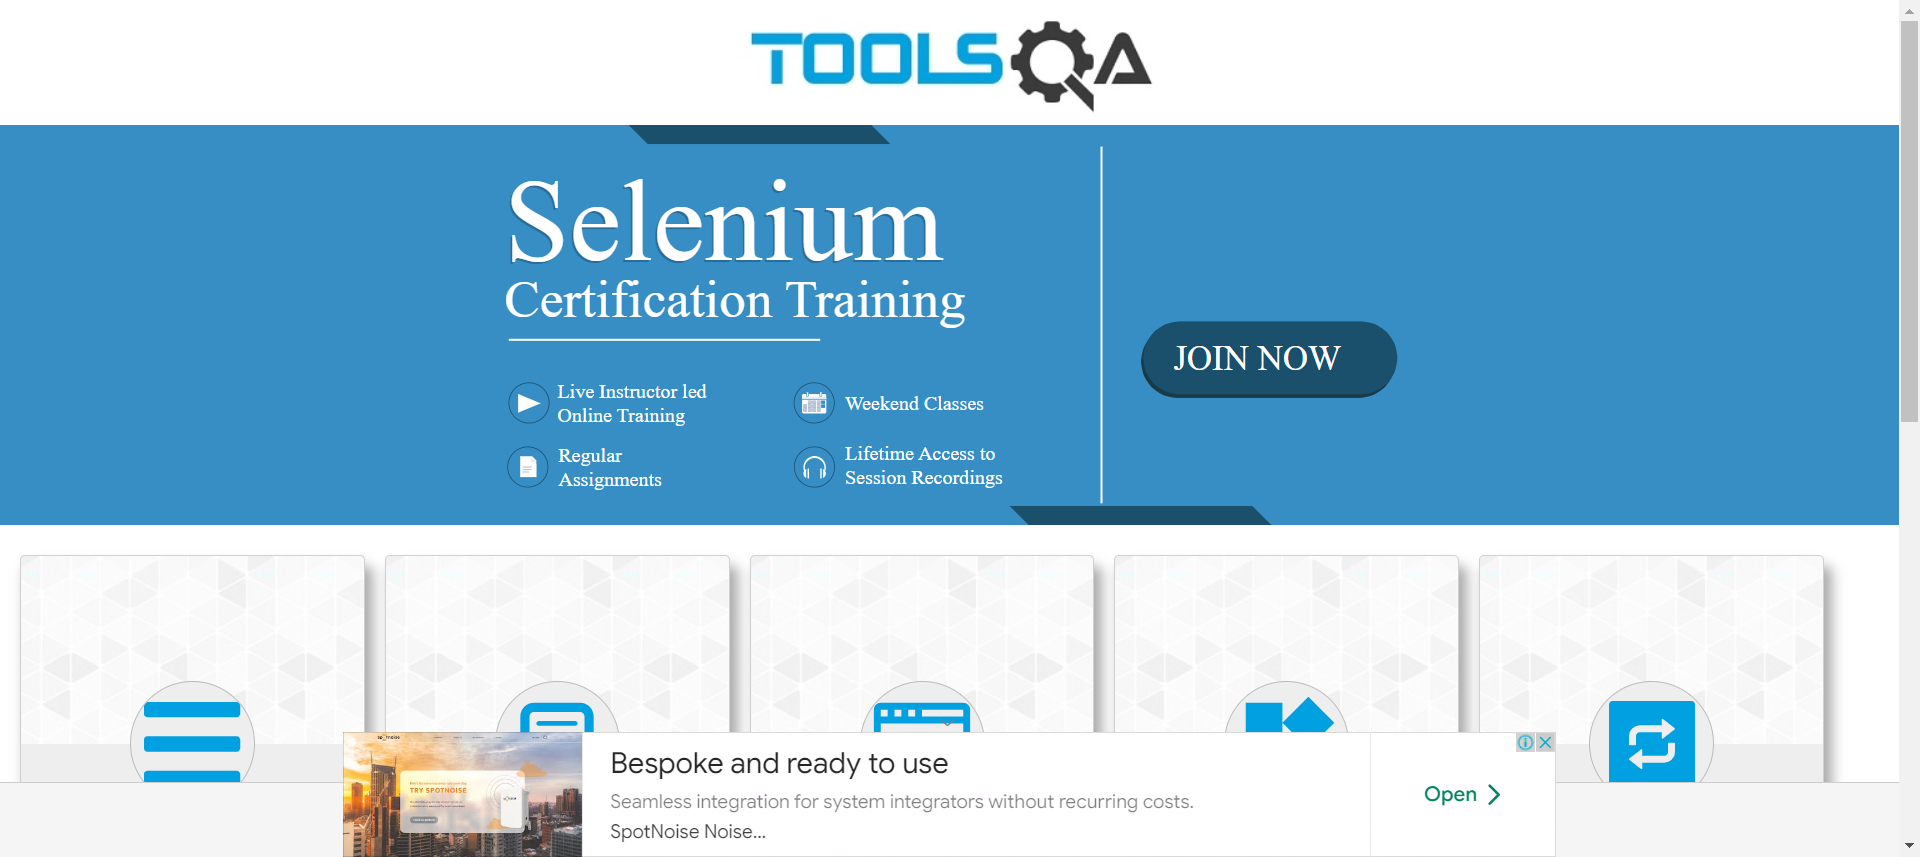 TOOLSQA
Selenium
Certification Training
JOIN NOW
Live Instructor led
Online Training
Weekend Classes
Regular
Assignments
Lifetime Access to
Session Recordings
TRY SPOTNOISE
Bespoke and ready to use
Seamless integration for system integrators without recurring costs.
SpotNoise Noise...
Open